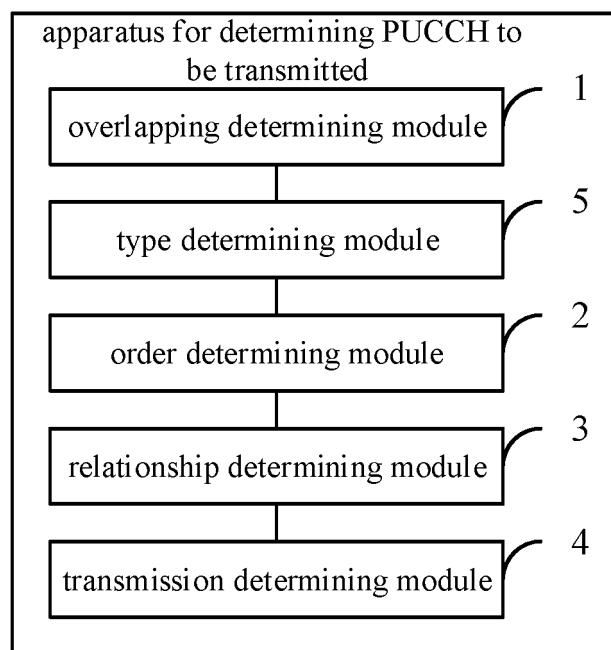 apparatus for determining PUCCH to
be transmitted
1
overlapping determining module
5
type determining module
2
order determining module
3
relationship determining module
4
transmission determining module